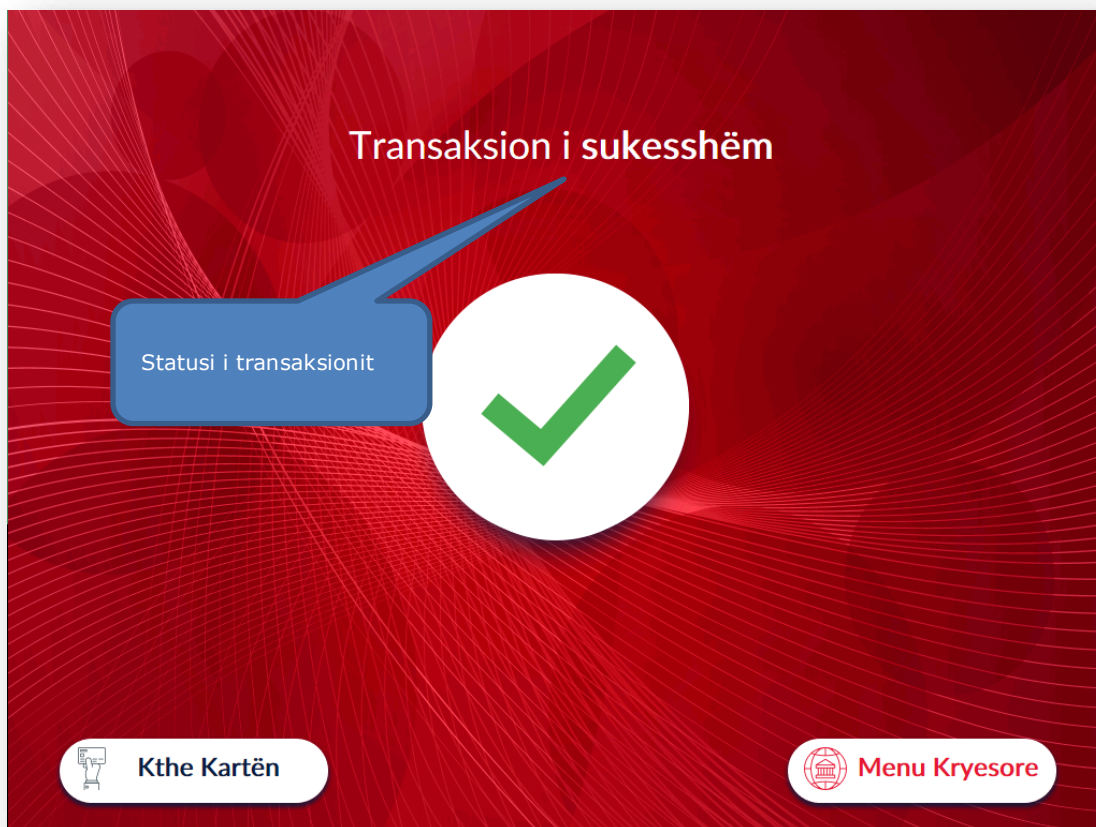 Transaksion i sukesshëm
Statusi i transaksionit
Kthe Kartën
Menu Kryesore